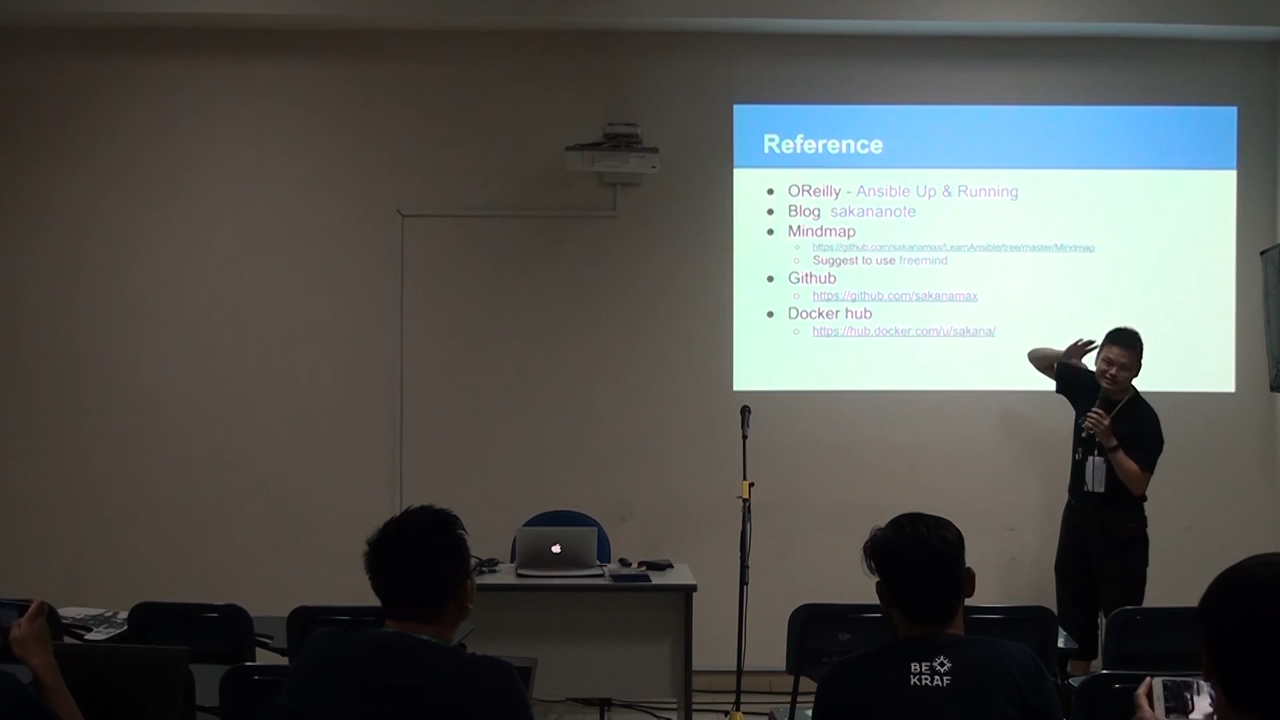 Reference
OReilly - Ansible Up & Running
Blog sakananote
Mindmap
https://github.com/sakanamax/LearnAnsible/tree/master/Mindmap
Suggest to use freemind
Github
https://github.com/sakanamax
Docker hub
https://hub.docker.com/u/sakana/
BE
KRAF